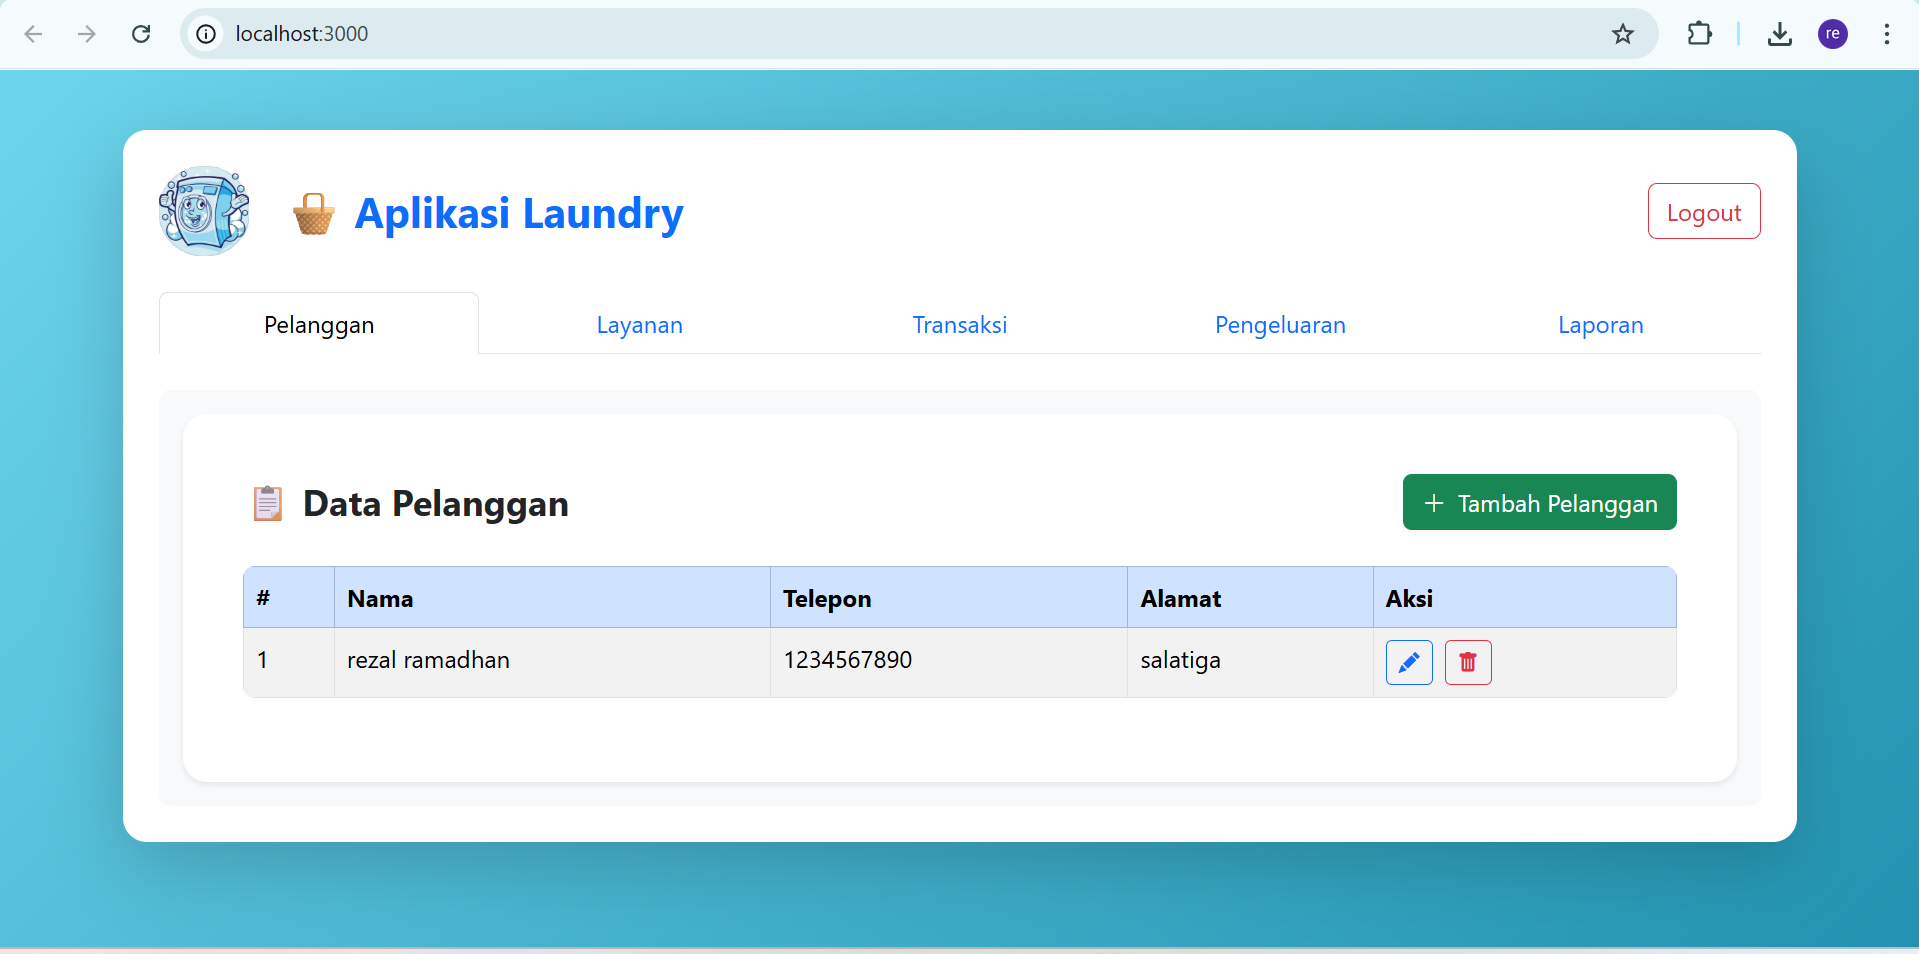 localhost:3000
re
Aplikasi Laundry
Logout
Pelanggan Layanan Transaksi Pengeluaran Laporan
Data Pelanggan
+ Tambah Pelanggan
# Nama Telepon Alamat Aksi
1 rezal ramadhan 1234567890 salatiga